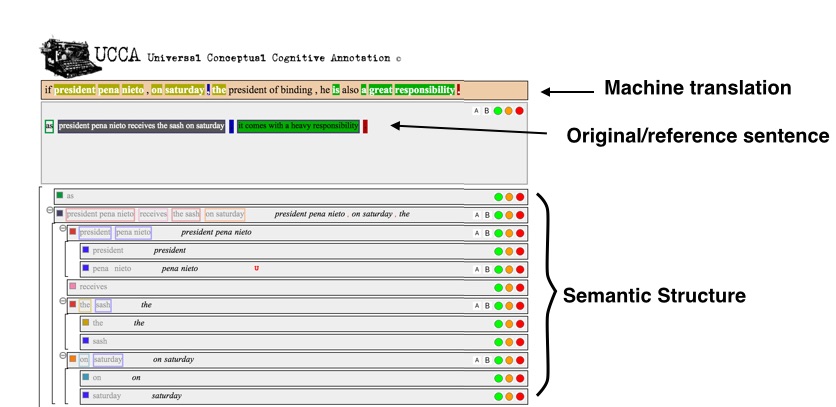 UCCA Universal Conceptual Cognitive Annotation c
if president pena nieto , on saturday , the president of binding , he is also a great responsibility .
Machine translation
A B
as president pena nieto receives the sash on saturday it comes with a heavy responsibility
Original/reference sentence
as
president pena nieto receives the sash on saturday president pena nieto , on saturday , the A B
president pena nieto president pena nieto A B
president president
pena nieto pena nieto u A B
receives
the sash the A B
Semantic Structure
the the
sash
on saturday on saturday A B
on on
saturday saturday